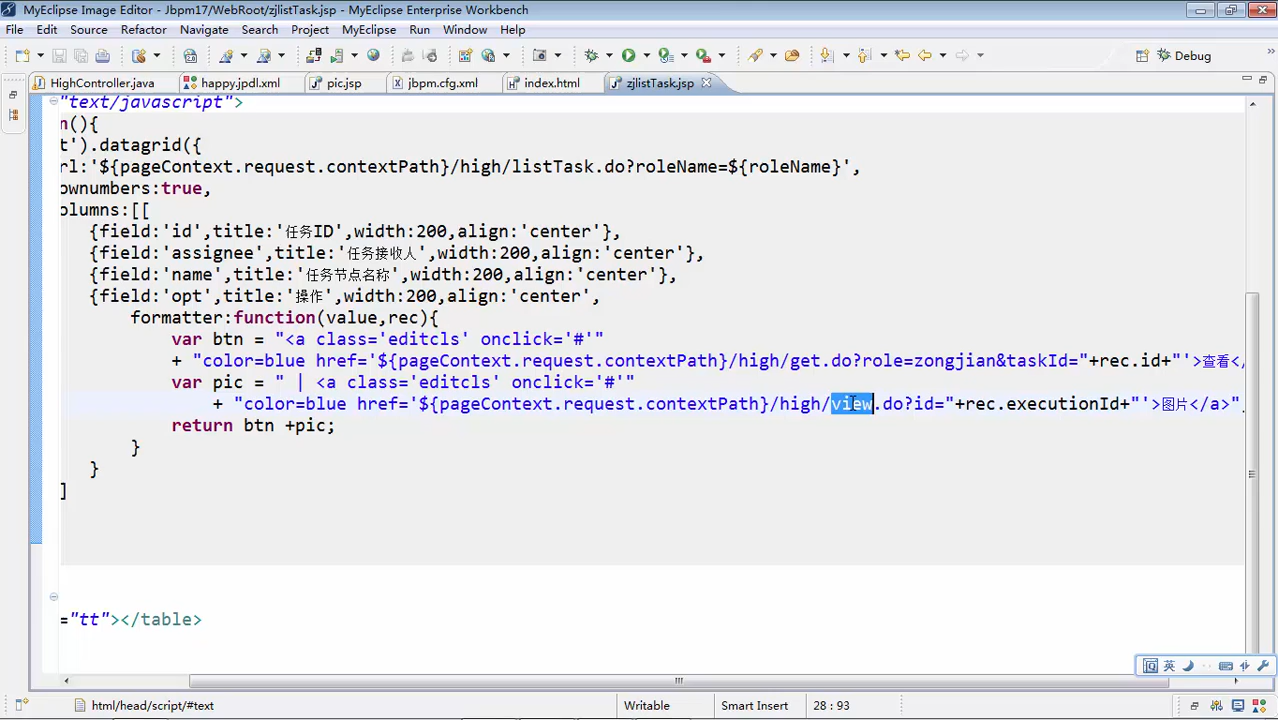 MyEclipse Image Editor - Jbpm17/WebRoot/zjlistTask.jsp - MyEclipse Enterprise Workbench
File Edit Source Refactor Navigate Search Project MyEclipse Run Window Help
Debug
HighController.java happy.jpdl.xml pic.jsp jbpm.cfg.xml index.html zjlistTask.jsp
="text/javascript">
n(){
t').datagrid({
rl:'${pageContext.request.contextPath}/high/listTask.do?roleName=${roleName}',
ownumbers:true,
olumns:[[
{field:'id',title:'任务ID',width:200,align:'center'},
{field:'assignee',title:'任务接收人',width:200,align:'center'},
{field:'name',title:'任务节点名称',width:200,align:'center'},
{field:'opt',title:'操作',width:200,align:'center',
formatter:function(value,rec){
var btn = "<a class='editcls' onclick='#'"
+ "color=blue href='${pageContext.request.contextPath}/high/get.do?role=zongjian&taskId="+rec.id+"'>查看</
var pic = " | <a class='editcls' onclick='#'"
+ "color=blue href='${pageContext.request.contextPath}/high/view.do?id="+rec.executionId+"'>图片</a>"
return btn +pic;
}
}
]
="tt"></table>
英
html/head/script/#text Writable Smart Insert 28 : 93